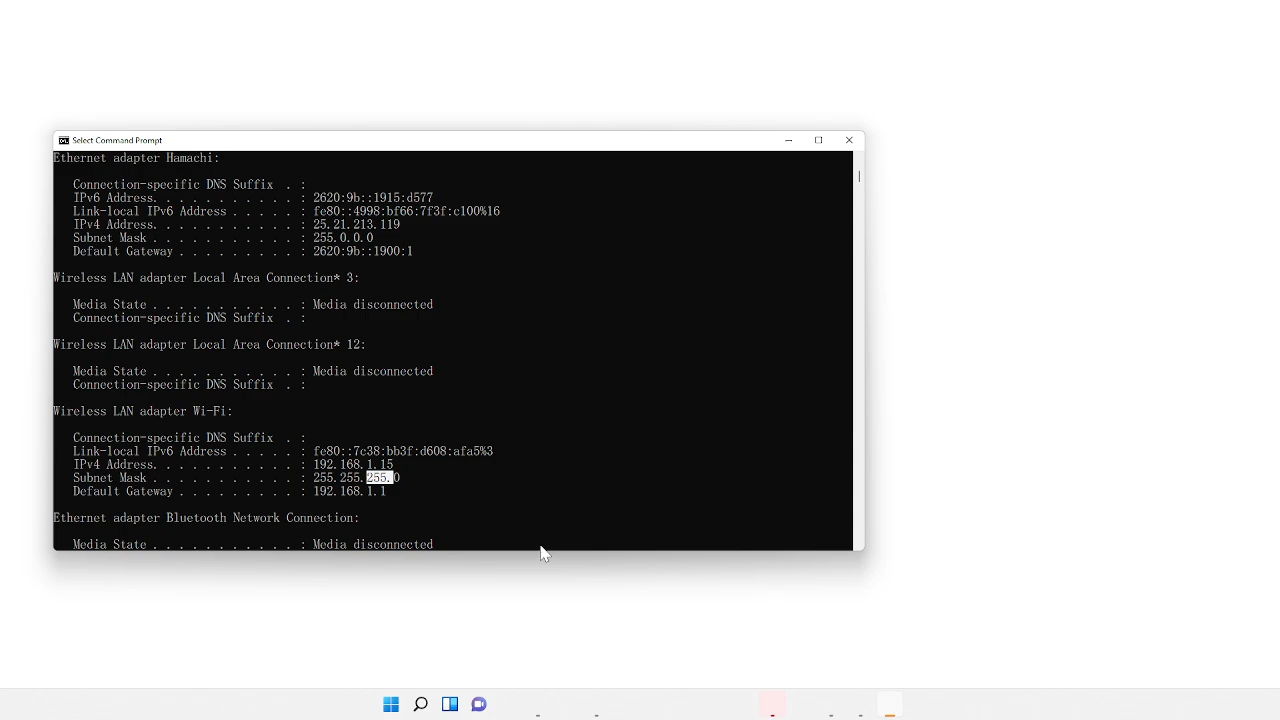 Select Command Prompt
Ethernet adapter Hamachi:
Connection-specific DNS Suffix . :
IPv6 Address. . . . . . . . . . . : 2620:9b::1915:d577
Link-local IPv6 Address . . . . . : fe80::4998:bf66:7f3f:c100%16
IPv4 Address. . . . . . . . . . . : 25.21.213.119
Subnet Mask . . . . . . . . . . . : 255.0.0.0
Default Gateway . . . . . . . . . : 2620:9b::1900:1
Wireless LAN adapter Local Area Connection* 3:
Media State . . . . . . . . . . . : Media disconnected
Connection-specific DNS Suffix . :
Wireless LAN adapter Local Area Connection* 12:
Media State . . . . . . . . . . . : Media disconnected
Connection-specific DNS Suffix . :
Wireless LAN adapter Wi-Fi:
Connection-specific DNS Suffix . :
Link-local IPv6 Address . . . . . : fe80::7c38:bb3f:d608:afa5%3
IPv4 Address. . . . . . . . . . . : 192.168.1.15
Subnet Mask . . . . . . . . . . . : 255.255.255.0
Default Gateway . . . . . . . . . : 192.168.1.1
Ethernet adapter Bluetooth Network Connection:
Media State . . . . . . . . . . . : Media disconnected